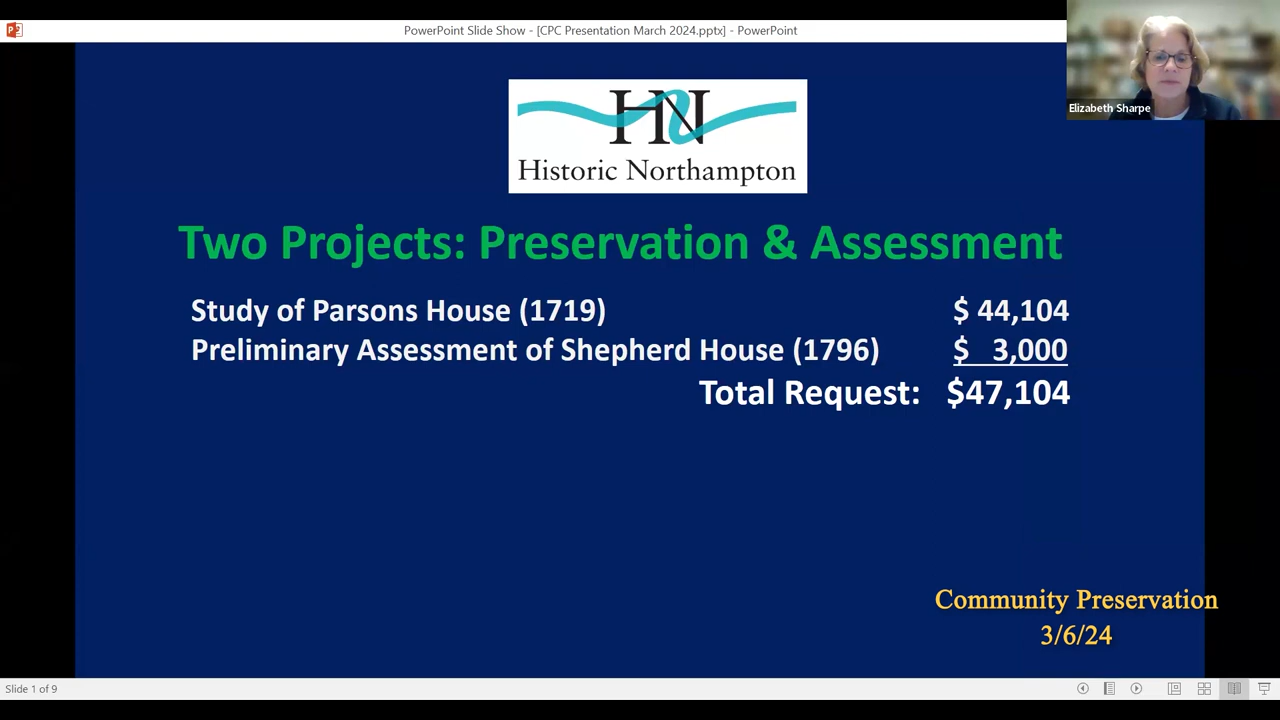 PowerPoint Slide Show - [CPC Presentation March 2024.pptx] - PowerPoint
Elizabeth Sharpe
HN
Historic Northampton
Two Projects: Preservation & Assessment
Study of Parsons House (1719) $ 44,104
Preliminary Assessment of Shepherd House (1796) $ 3,000
Total Request: $47,104
Community Preservation
3/6/24
Slide 1 of 9